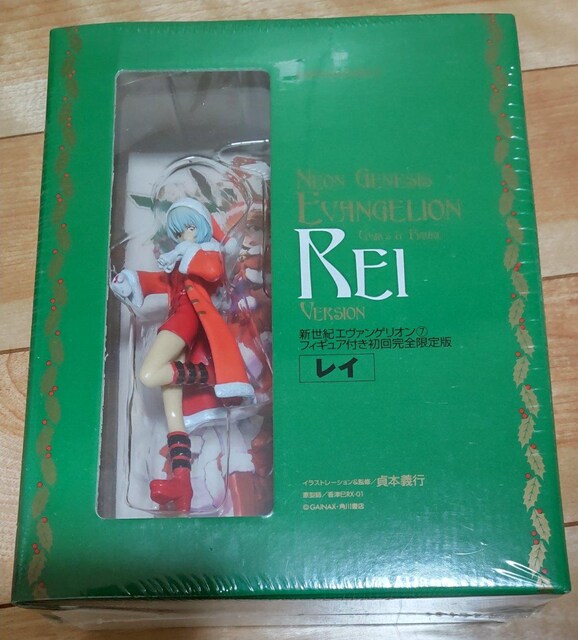 NEON GENESIS
EVANGELION
REI
VERSION
新世紀エヴァンゲリオン⑦
フィギュア付き初回完全限定版
レイ
イラストレーション&監修/貞本義行
©GAINAX・角川書店